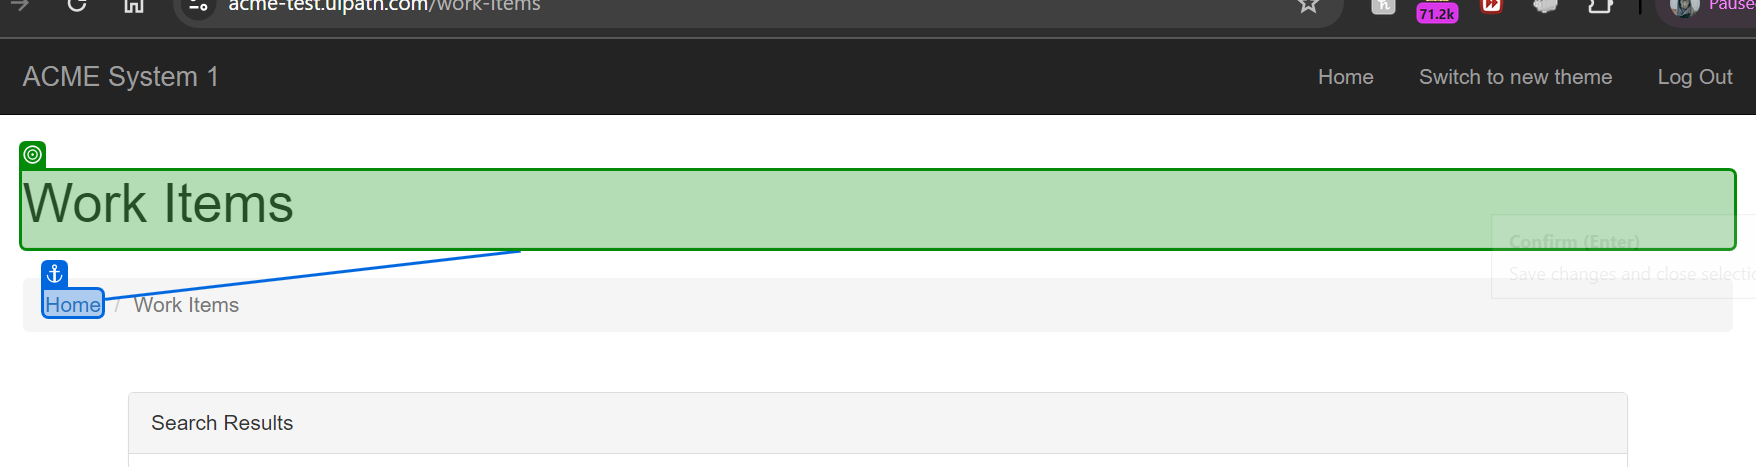 acme-test.uipath.com/work-items
71.2k
Paused
ACME System 1
Home
Switch to new theme
Log Out
Work Items
Confirm (Enter)
Save changes and close selectio
Home / Work Items
Search Results